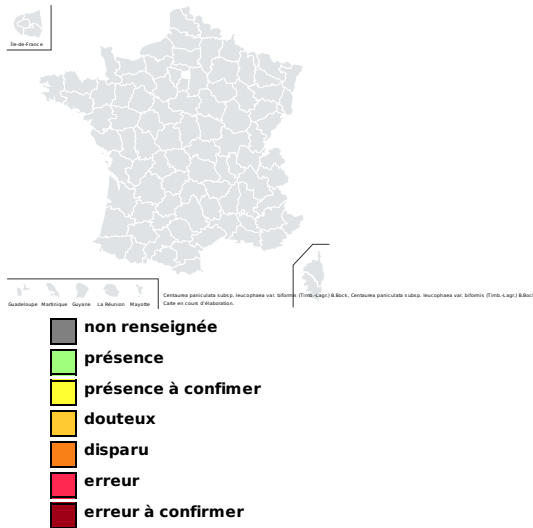 Île-de-France
Guadeloupe Martinique Guyane La Réunion Mayotte
Centaurea paniculata subsp. leucophaea var. biformis (Timb.-Lagr.) B.Bock, Centaurea paniculata subsp. leucophaea var. biformis (Timb.-Lagr.) B.Bock
Carte en cours d'élaboration.
non renseignée
présence
présence à confimer
douteux
disparu
erreur
erreur à confirmer